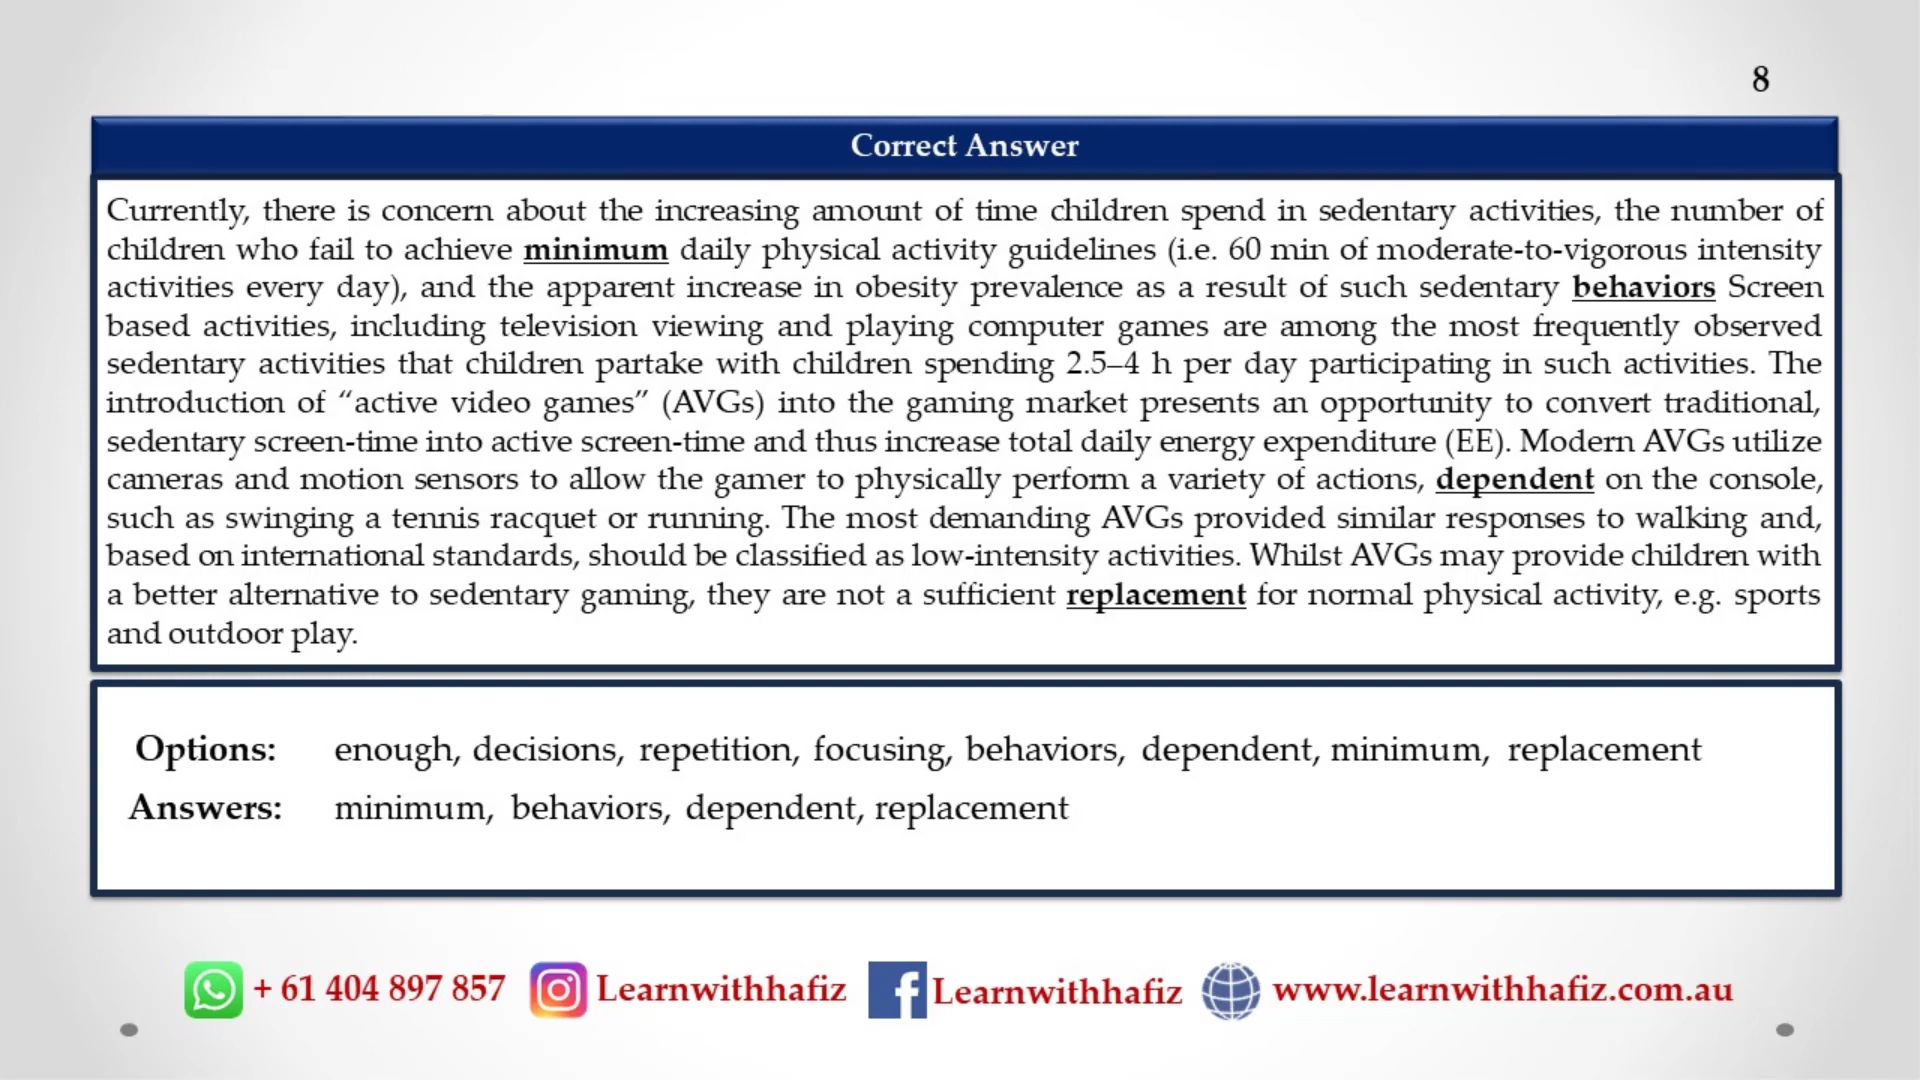 8
Correct Answer
Currently, there is concern about the increasing amount of time children spend in sedentary activities, the number of
children who fail to achieve minimum daily physical activity guidelines (i.e. 60 min of moderate-to-vigorous intensity
activities every day), and the apparent increase in obesity prevalence as a result of such sedentary behaviors Screen
based activities, including television viewing and playing computer games are among the most frequently observed
sedentary activities that children partake with children spending 2.5–4 h per day participating in such activities. The
introduction of “active video games” (AVGs) into the gaming market presents an opportunity to convert traditional,
sedentary screen-time into active screen-time and thus increase total daily energy expenditure (EE). Modern AVGs utilize
cameras and motion sensors to allow the gamer to physically perform a variety of actions, dependent on the console,
such as swinging a tennis racquet or running. The most demanding AVGs provided similar responses to walking and,
based on international standards, should be classified as low-intensity activities. Whilst AVGs may provide children with
a better alternative to sedentary gaming, they are not a sufficient replacement for normal physical activity, e.g. sports
and outdoor play.
Options: enough, decisions, repetition, focusing, behaviors, dependent, minimum, replacement
Answers: minimum, behaviors, dependent, replacement
+ 61 404 897 857 Learnwithhafiz Learnwithhafiz www.learnwithhafiz.com.au